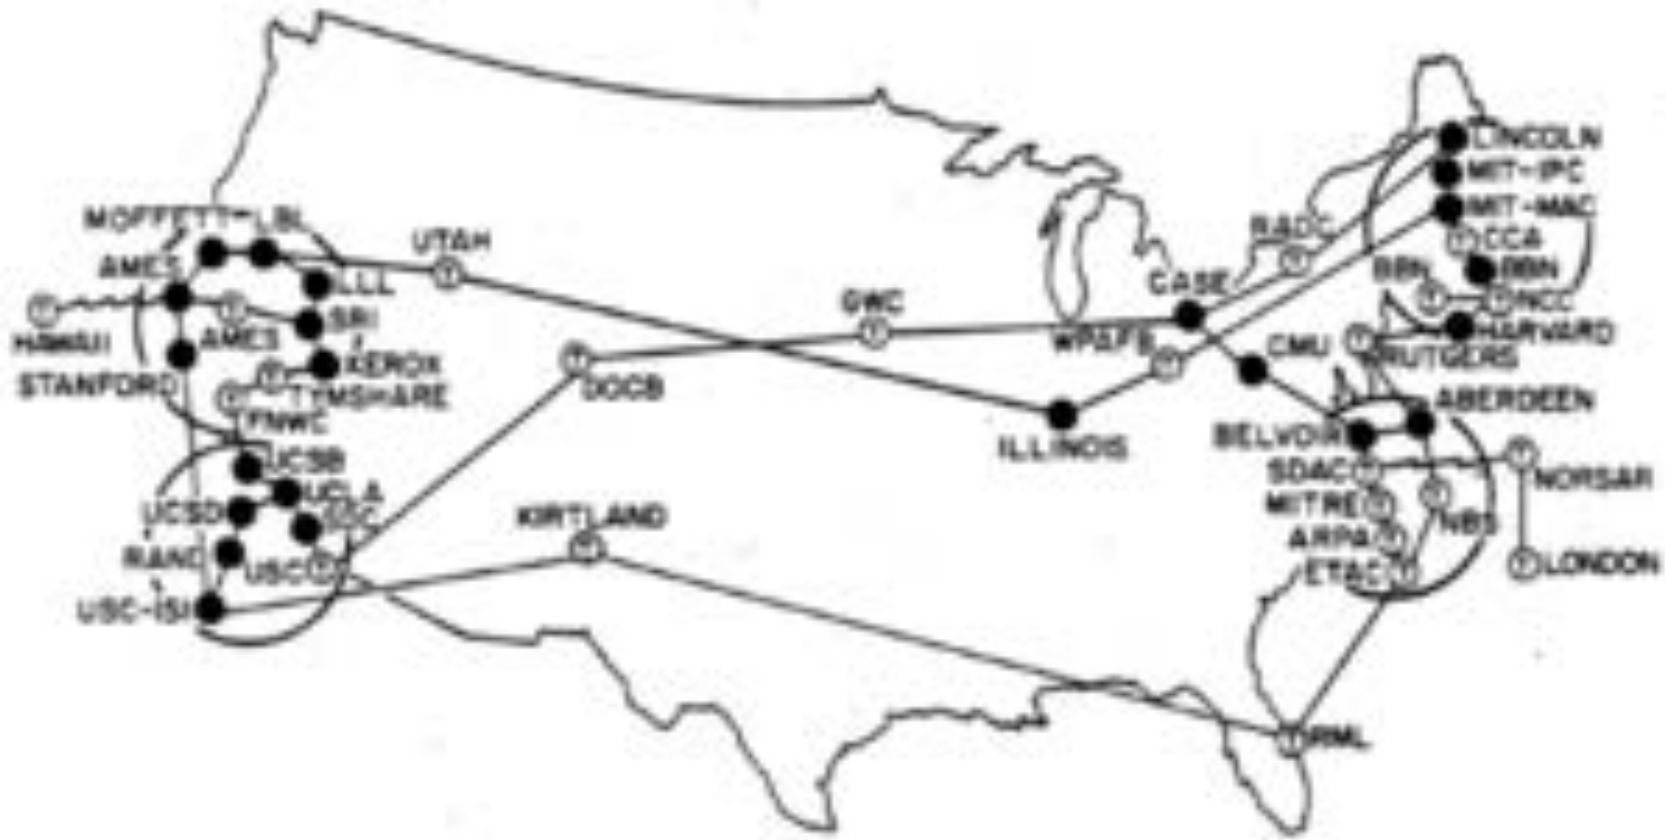 MOFFETT
LBL
UTAH
AMES
LLL
HAWAII
SRI
AMES
XEROX
STANFORD
TYMSHARE
FNWC
UCSB
UCLA
UCSD
RAND
USC
USC-ISI
KIRTLAND
DOCB
GWC
CASE
RADC
WPAFB
ILLINOIS
CMU
BELVOIR
LINCOLN
MIT-IPC
MIT-MAC
CCA
BBN
BBN
NCC
HARVARD
RUTGERS
ABERDEEN
SDAC
NORSAR
MITRE
NBS
ARPA
ETAC
LONDON
RML